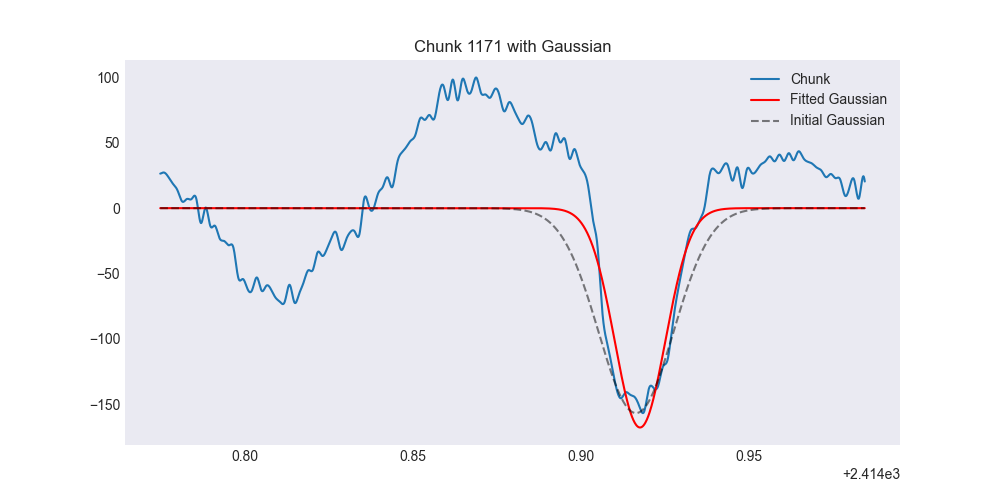 Chunk 1171 with Gaussian
Chunk
Fitted Gaussian
Initial Gaussian
100
50
0
−50
−100
−150
0.80 0.85 0.90 0.95
+2.414e3